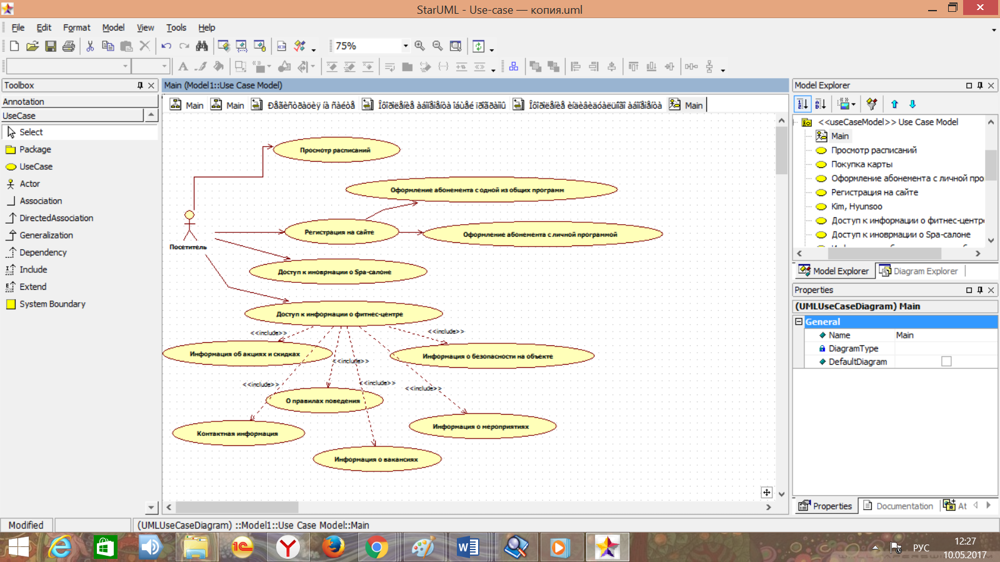 StarUML - Use-case — копия.uml
File Edit Format Model View Tools Help
75%
Toolbox
Annotation
UseCase
Select
Package
UseCase
Actor
Association
DirectedAssociation
Generalization
Dependency
Include
Extend
System Boundary
Main (Model1::Use Case Model)
Main Main Ðåãèñòðàöèÿ íà ñàéòå Îôîðìëåíèå àáîíåìåíòà îáùåé ïðîãðàììû Îôîðìëåíèå àáîíåìåíòà Main
Просмотр расписаний
Оформление абонемента с одной из общих программ
Регистрация на сайте
Оформление абонемента с личной программой
Посетитель
Доступ к иноврмации о Spa-салоне
Доступ к информации о фитнес-центре
<<include>>
<<include>>
Информация об акциях и скидках
Информация о безопасности на объекте
<<include>>
<<include>>
<<include>>
<<include>>
О правилах поведения
Контактная информация
Информация о мероприятиях
Информация о вакансиях
Model Explorer
<<useCaseModel>> Use Case Model
Main
Просмотр расписаний
Покупка карты
Оформление абонемента с личной про
Регистрация на сайте
Kim, Hyunsoo
Доступ к информации о фитнес-центр
Доступ к иноврмации о Spa-салоне
Model Explorer Diagram Explorer
Properties
(UMLUseCaseDiagram) Main
General
Name Main
DiagramType
DefaultDiagram
Properties Documentation At
Modified
(UMLUseCaseDiagram) ::Model1::Use Case Model::Main
РУС
12:27
10.05.2017